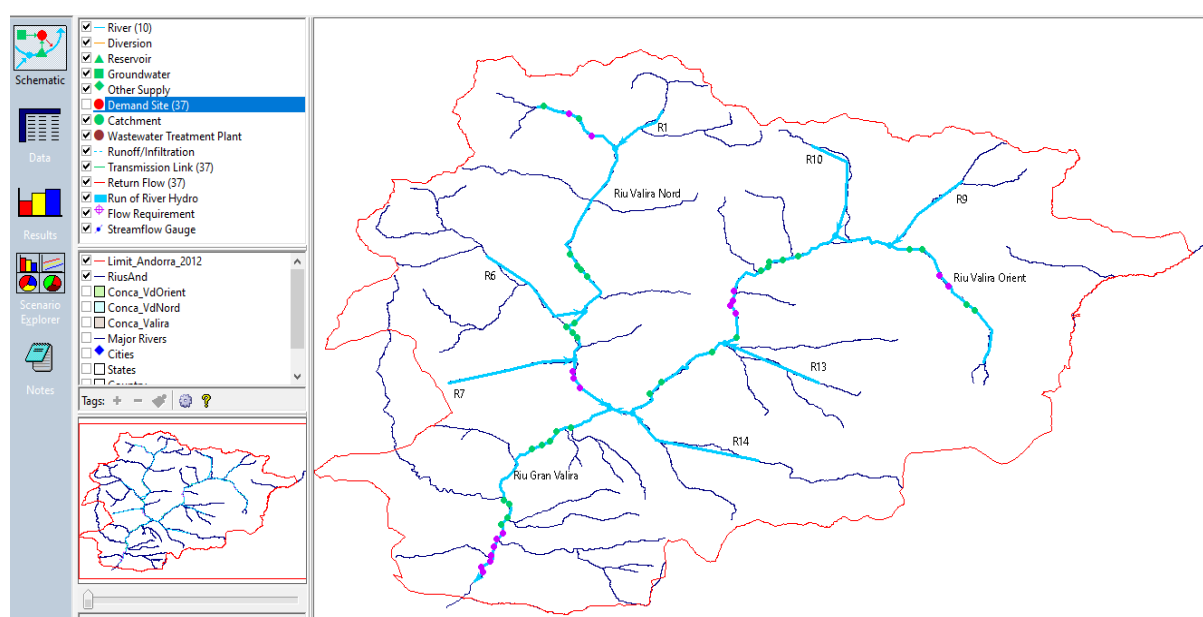 Schematic
Data
Results
Scenario
Explorer
Notes
River (10)
Diversion
Reservoir
Groundwater
Other Supply
Demand Site (37)
Catchment
Wastewater Treatment Plant
Runoff/Infiltration
Transmission Link (37)
Return Flow (37)
Run of River Hydro
Flow Requirement
Streamflow Gauge
Limit_Andorra_2012
RiusAnd
Conca_VdOrient
Conca_VdNord
Conca_Valira
Major Rivers
Cities
States
Country
Tags:
R1
R10
R9
Riu Valira Nord
R6
Riu Valira Orient
R13
R7
R14
Riu Gran Valira